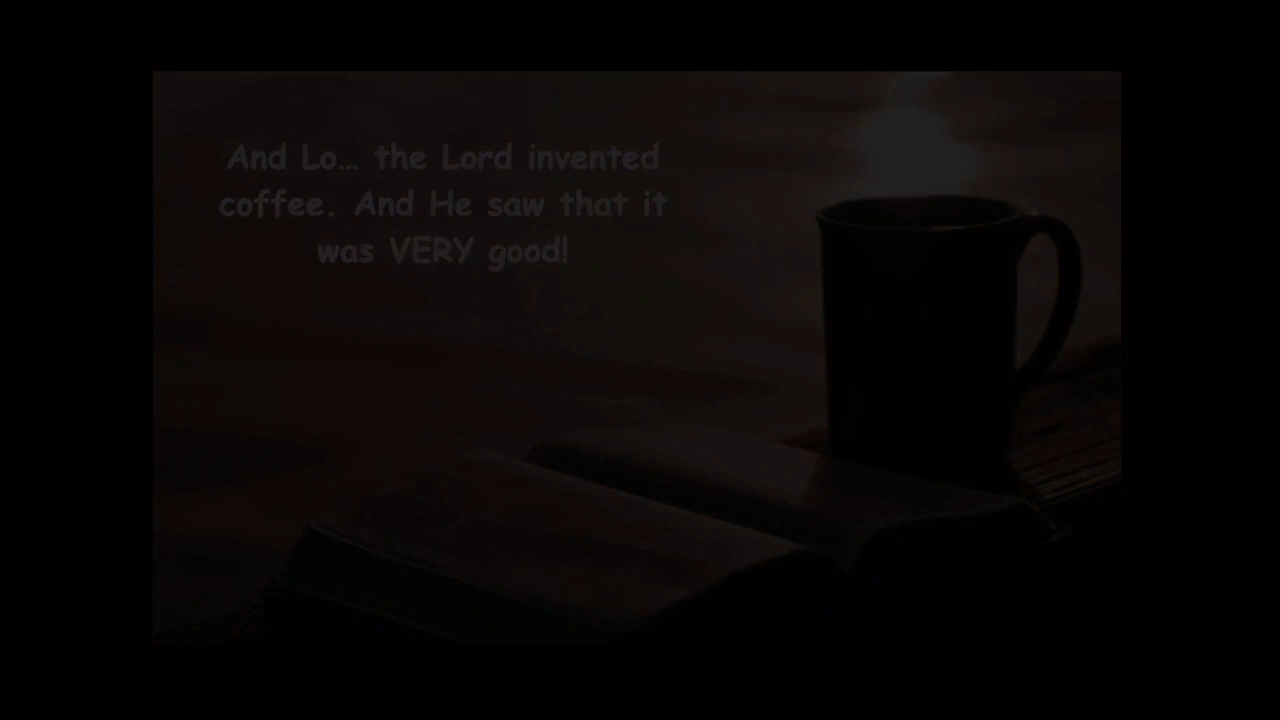 And Lo... the Lord invented
coffee. And He saw that it
was VERY good!